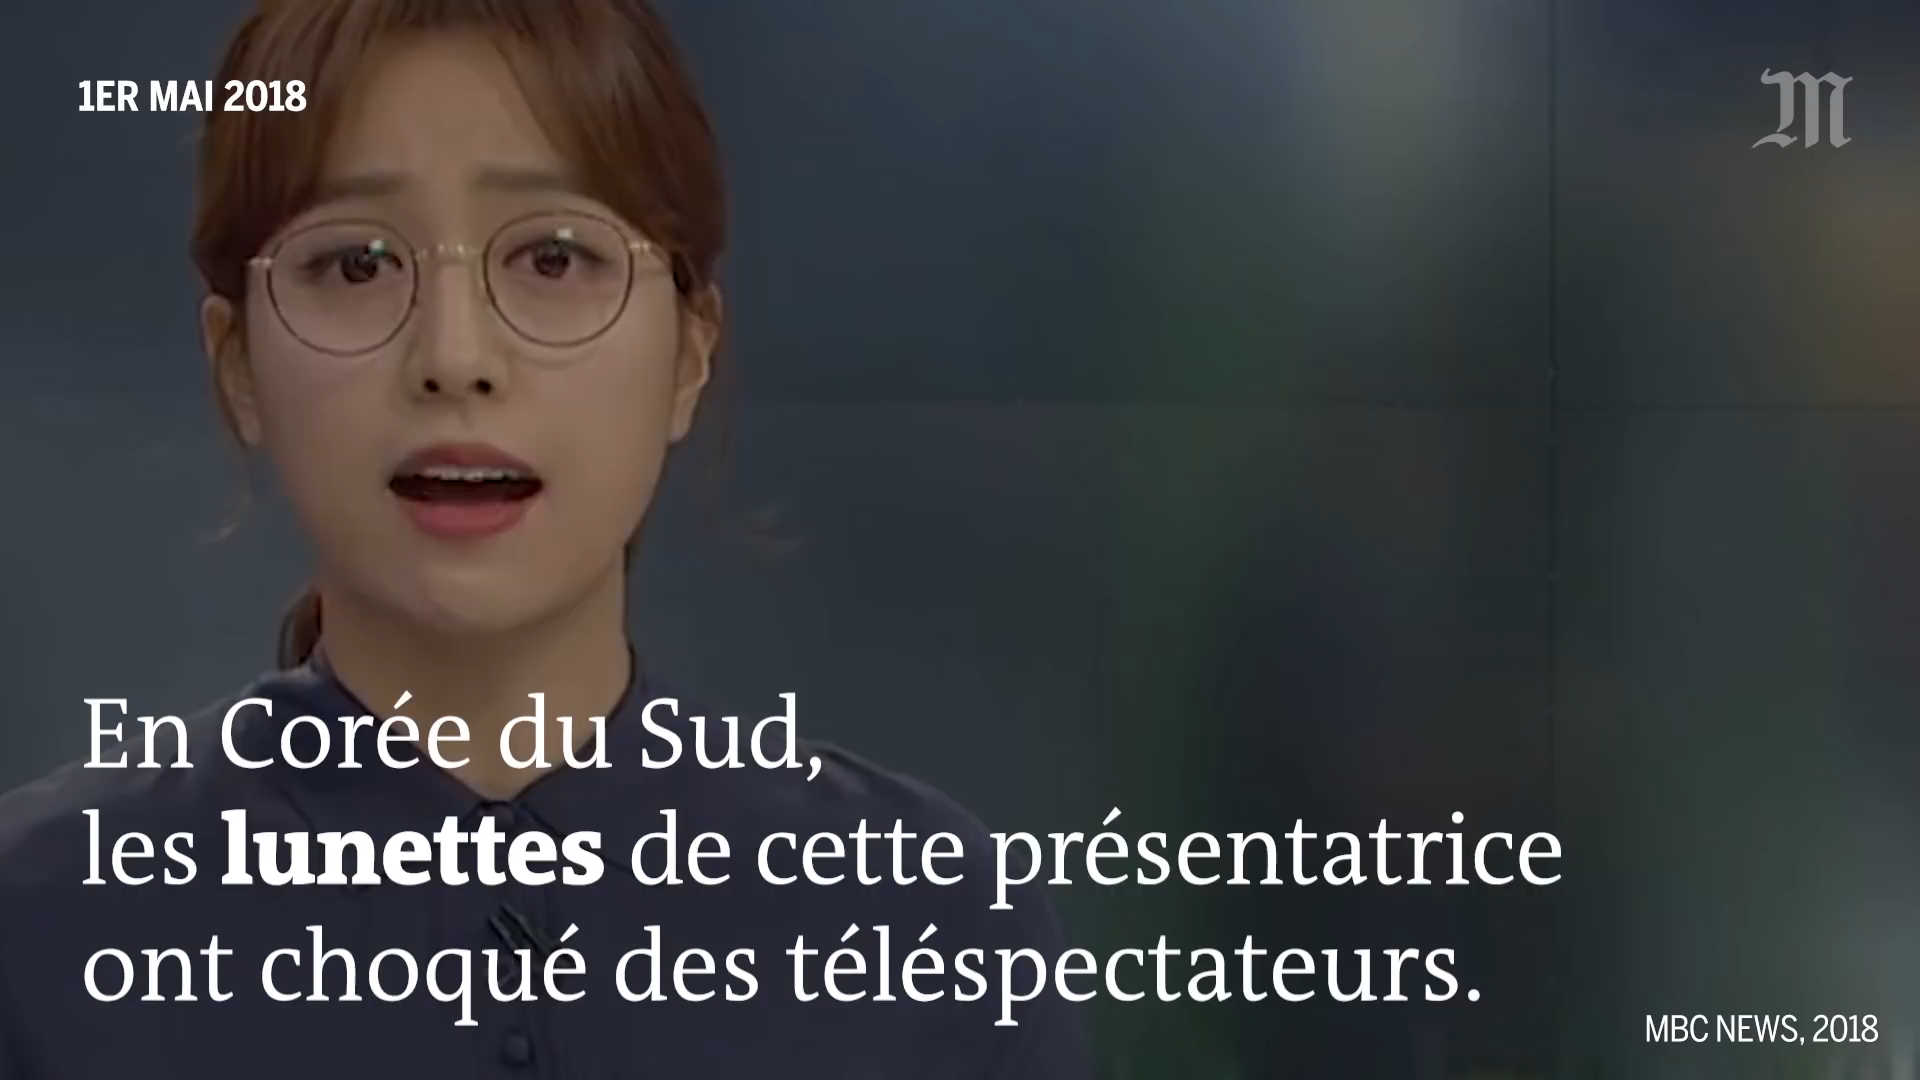 1ER MAI 2018
M
En Corée du Sud,
les lunettes de cette présentatrice
ont choqué des téléspectateurs.
MBC NEWS, 2018